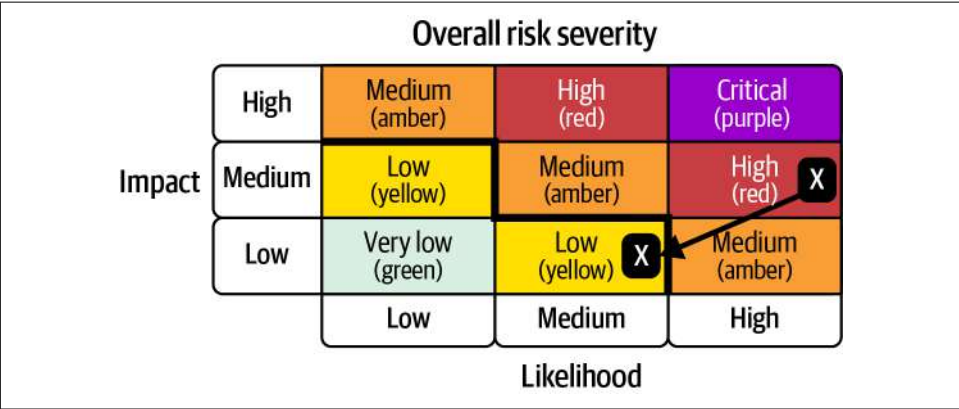 Overall risk severity
High
Medium
(amber)
High
(red)
Critical
(purple)
Impact
Medium
Low
(yellow)
Medium
(amber)
High
(red)
X
Low
Very low
(green)
Low
(yellow)
X
Medium
(amber)
Low
Medium
High
Likelihood